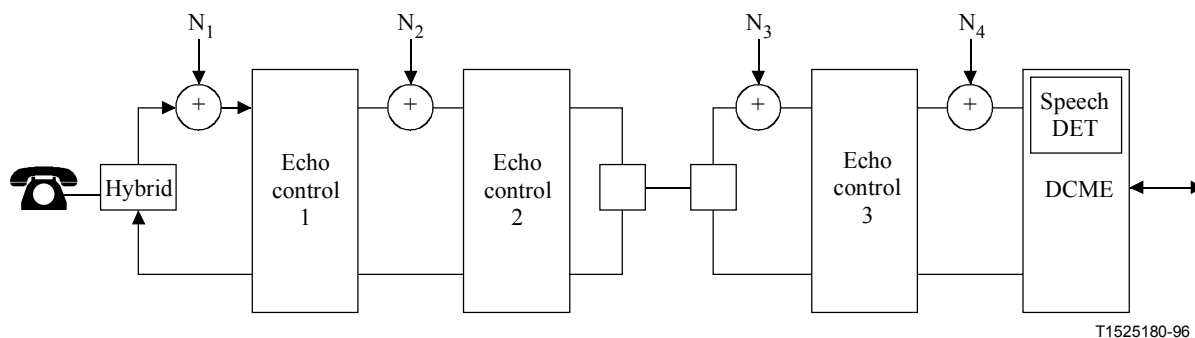 N1
N2
N3
N4
+
+
+
+
Speech
DET
Hybrid
Echo
control
1
Echo
control
2
Echo
control
3
DCME
T1525180-96